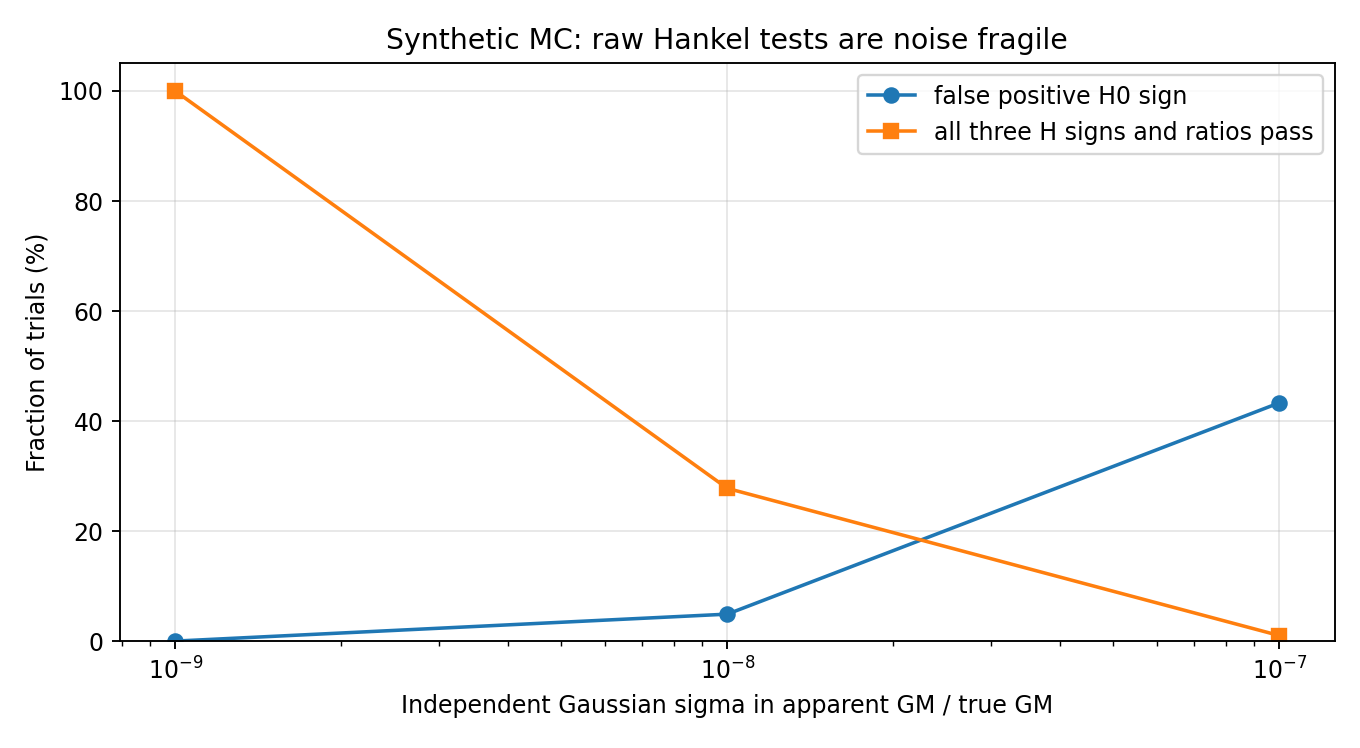 Synthetic MC: raw Hankel tests are noise fragile
false positive H0 sign
all three H signs and ratios pass
Fraction of trials (%)
100
80
60
40
20
0
10⁻⁹
10⁻⁸
10⁻⁷
Independent Gaussian sigma in apparent GM / true GM